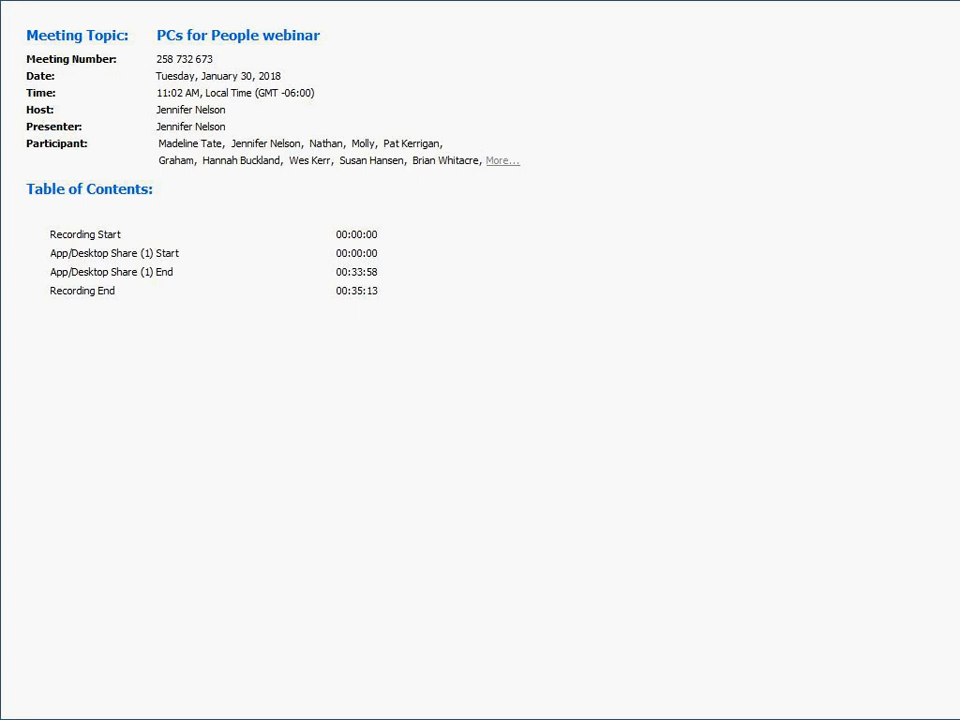 Meeting Topic: PCs for People webinar
Meeting Number: 258 732 673
Date: Tuesday, January 30, 2018
Time: 11:02 AM, Local Time (GMT -06:00)
Host: Jennifer Nelson
Presenter: Jennifer Nelson
Participant: Madeline Tate, Jennifer Nelson, Nathan, Molly, Pat Kerrigan,
Graham, Hannah Buckland, Wes Kerr, Susan Hansen, Brian Whitacre, More...
Table of Contents:
Recording Start 00:00:00
App/Desktop Share (1) Start 00:00:00
App/Desktop Share (1) End 00:33:58
Recording End 00:35:13